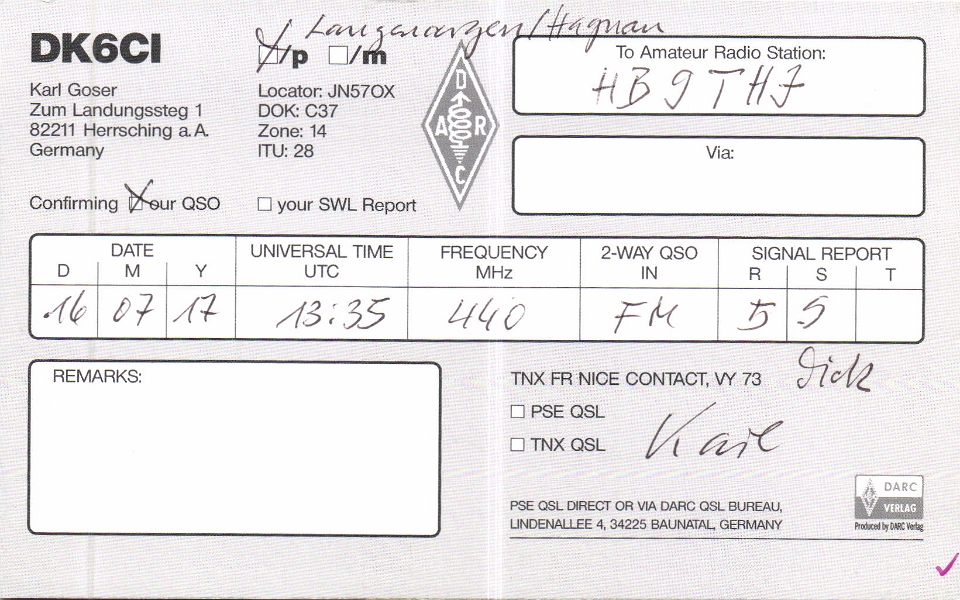 Langenargen/Hagnau
DK6CI
/p /m
Karl Goser
Zum Landungssteg 1
82211 Herrsching a. A.
Germany
Locator: JN57OX
DOK: C37
Zone: 14
ITU: 28
D
A R
C
To Amateur Radio Station:
HB9THJ
Via:
Confirming our QSO your SWL Report
DATE UNIVERSAL TIME FREQUENCY 2-WAY QSO SIGNAL REPORT
D M Y UTC MHz IN R S T
16 07 17 13:35 440 FM 5 5
REMARKS:
TNX FR NICE CONTACT, VY 73 Dick
PSE QSL
TNX QSL
Karl
PSE QSL DIRECT OR VIA DARC QSL BUREAU,
LINDENALLEE 4, 34225 BAUNATAL, GERMANY
DARC
VERLAG
Produced by DARC Verlag